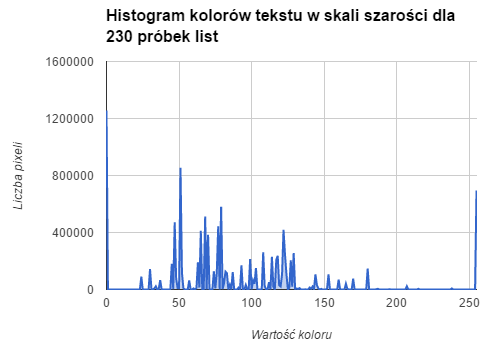 Histogram kolorów tekstu w skali szarości dla
230 próbek list
1600000
1200000
800000
400000
0
Liczba pixeli
0 50 100 150 200 250
Wartość koloru